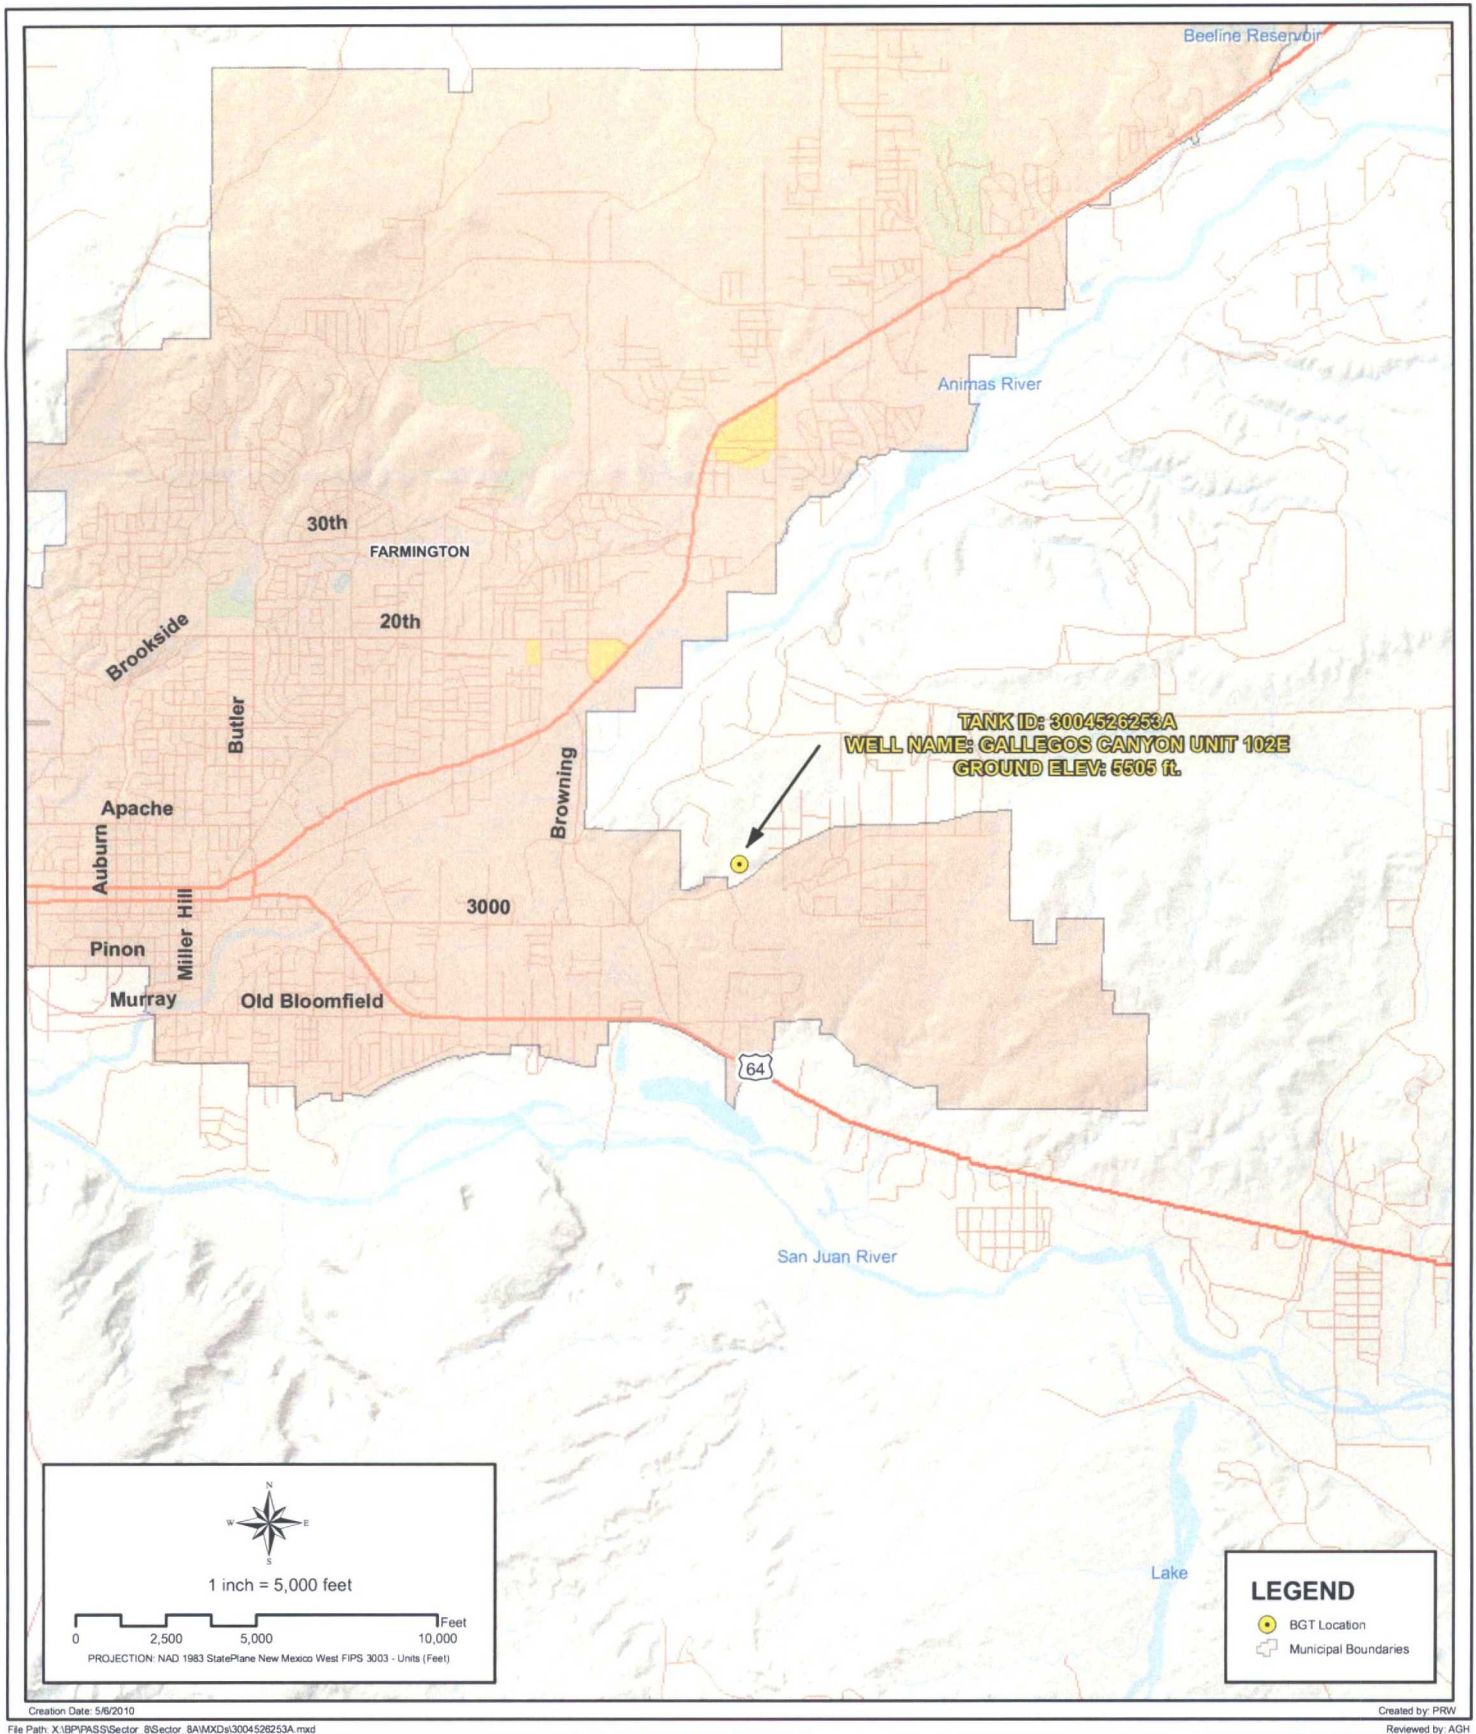 Beeline Reservoir
Animas River
30th
FARMINGTON
20th
Brookside
Butler
TANK ID: 3004526253A
WELL NAME: GALLEGOS CANYON UNIT 102E
GROUND ELEV: 5505 ft.
Browning
Apache
Auburn
Miller Hill
3000
Pinon
Murray
Old Bloomfield
64
San Juan River
Lake
N
W E
S
1 inch = 5,000 feet
Feet
0 2,500 5,000 10,000
PROJECTION: NAD 1983 StatePlane New Mexico West FIPS 3003 - Units (Feet)
LEGEND
BGT Location
Municipal Boundaries
Creation Date: 5/6/2010
Created by: PRW
File Path: X:\BP\PASS\Sector_8\Sector_8A\MXDs\3004526253A.mxd
Reviewed by: AGH